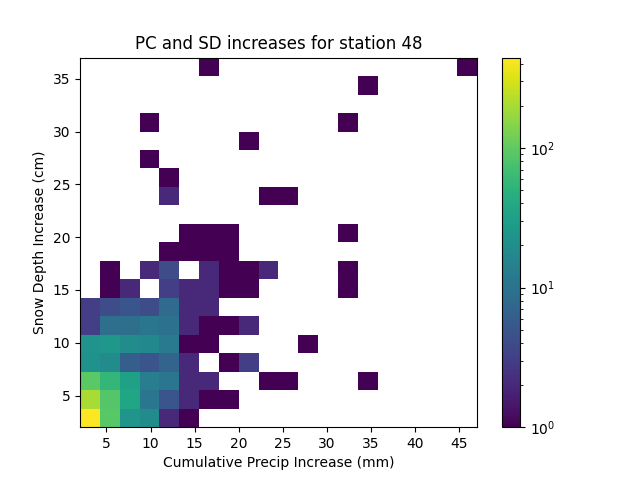 PC and SD increases for station 48
Snow Depth Increase (cm)
35
30
25
20
15
10
5
5 10 15 20 25 30 35 40 45
Cumulative Precip Increase (mm)
10²
10¹
10⁰